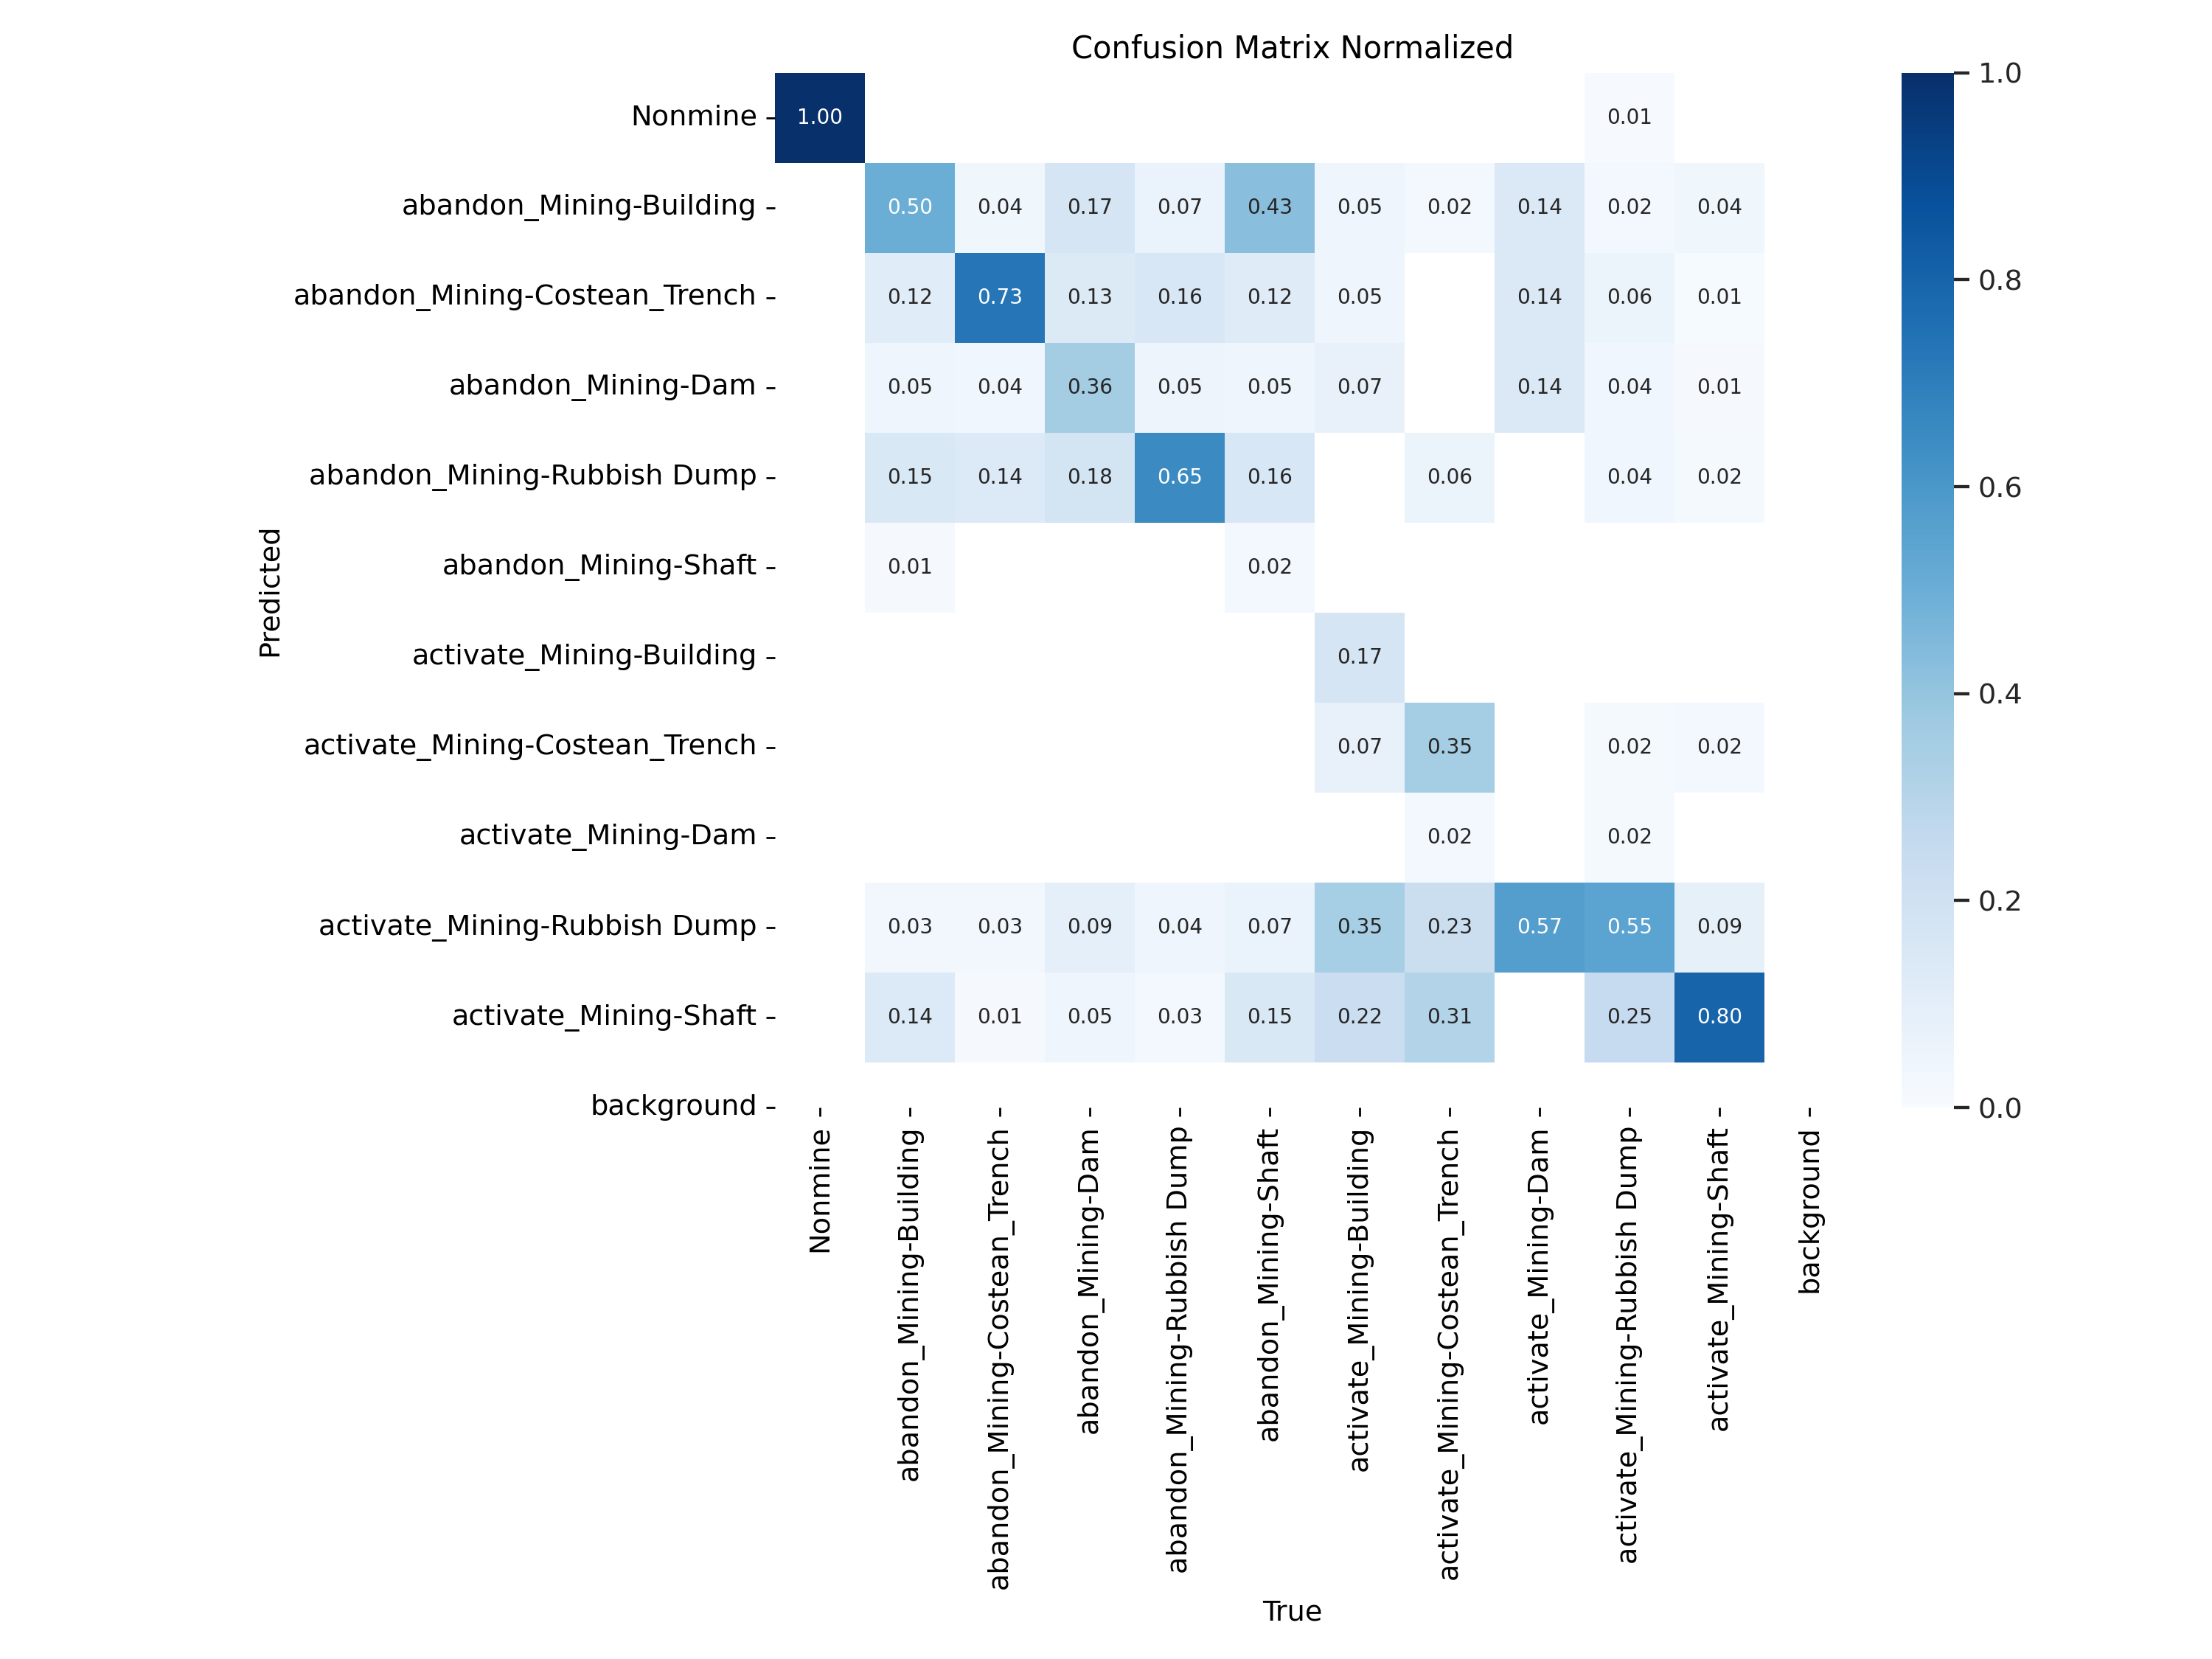 Confusion Matrix Normalized
Nonmine
1.00 0.01
abandon_Mining-Building
0.50 0.04 0.17 0.07 0.43 0.05 0.02 0.14 0.02 0.04
abandon_Mining-Costean_Trench
0.12 0.73 0.13 0.16 0.12 0.05 0.14 0.06 0.01
abandon_Mining-Dam
0.05 0.04 0.36 0.05 0.05 0.07 0.14 0.04 0.01
abandon_Mining-Rubbish Dump
0.15 0.14 0.18 0.65 0.16 0.06 0.04 0.02
abandon_Mining-Shaft
0.01 0.02
activate_Mining-Building
0.17
activate_Mining-Costean_Trench
0.07 0.35 0.02 0.02
activate_Mining-Dam
0.02 0.02
activate_Mining-Rubbish Dump
0.03 0.03 0.09 0.04 0.07 0.35 0.23 0.57 0.55 0.09
activate_Mining-Shaft
0.14 0.01 0.05 0.03 0.15 0.22 0.31 0.25 0.80
background
Predicted
Nonmine
abandon_Mining-Building
abandon_Mining-Costean_Trench
abandon_Mining-Dam
abandon_Mining-Rubbish Dump
abandon_Mining-Shaft
activate_Mining-Building
activate_Mining-Costean_Trench
activate_Mining-Dam
activate_Mining-Rubbish Dump
activate_Mining-Shaft
background
True
1.0
0.8
0.6
0.4
0.2
0.0